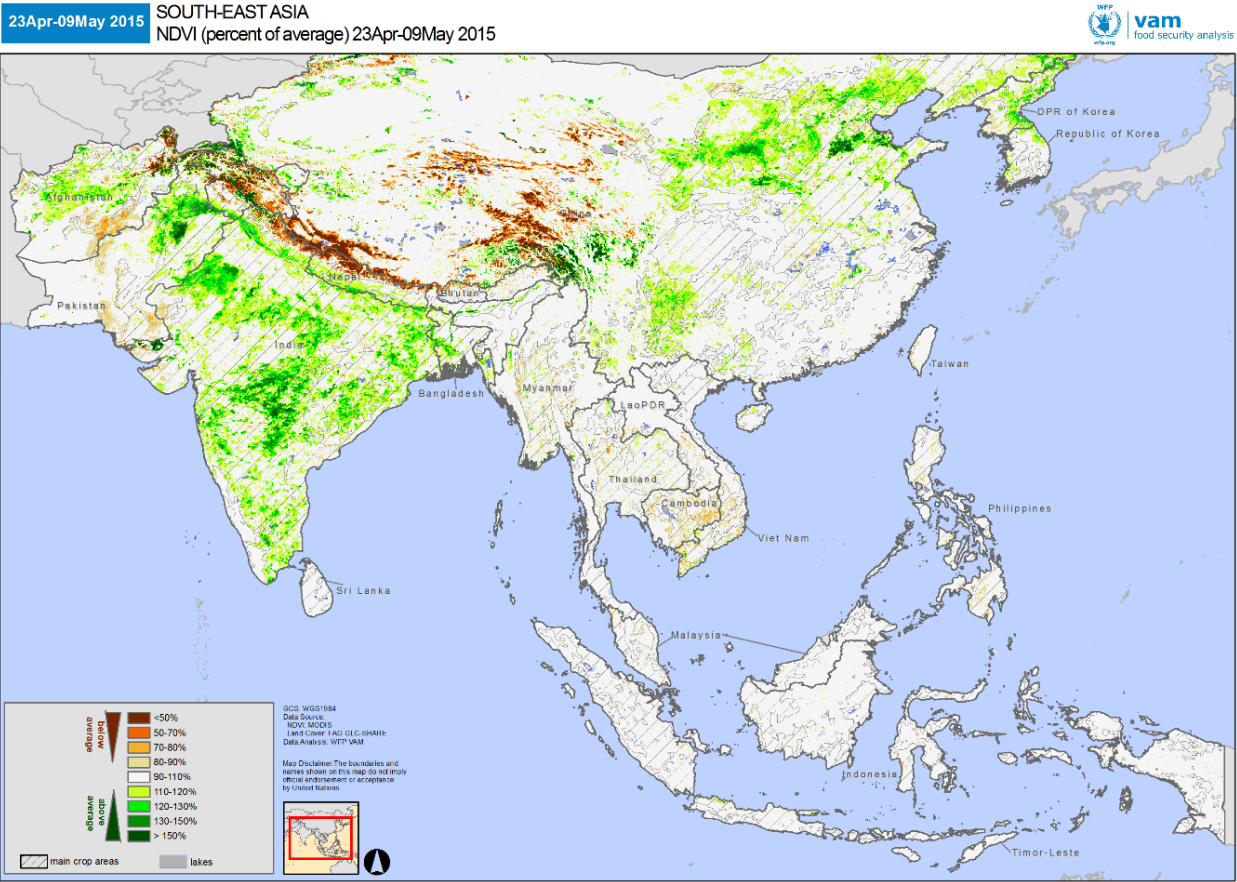 23Apr-09May 2015
SOUTH-EAST ASIA
NDVI (percent of average) 23Apr-09May 2015
WFP
wfp.org
vam
food security analysis
DPR of Korea
Republic of Korea
Afghanistan
China
Nepal
Bhutan
Pakistan
India
Bangladesh
Myanmar
LaoPDR
Taiwan
Thailand
Cambodia
Viet Nam
Philippines
Sri Lanka
Malaysia
Indonesia
Timor-Leste
below
average
above
average
<50%
50-70%
70-80%
80-90%
90-110%
110-120%
120-130%
130-150%
> 150%
main crop areas
lakes
GCS. WGS1984
Data Source:
NDVI: MODIS
Land Cover: FAO GLC-SHARE
Data Analysis: WFP VAM
Map Disclaimer:The boundaries and
names shown on this map do not imply
official endorsement or acceptance
by United Nations